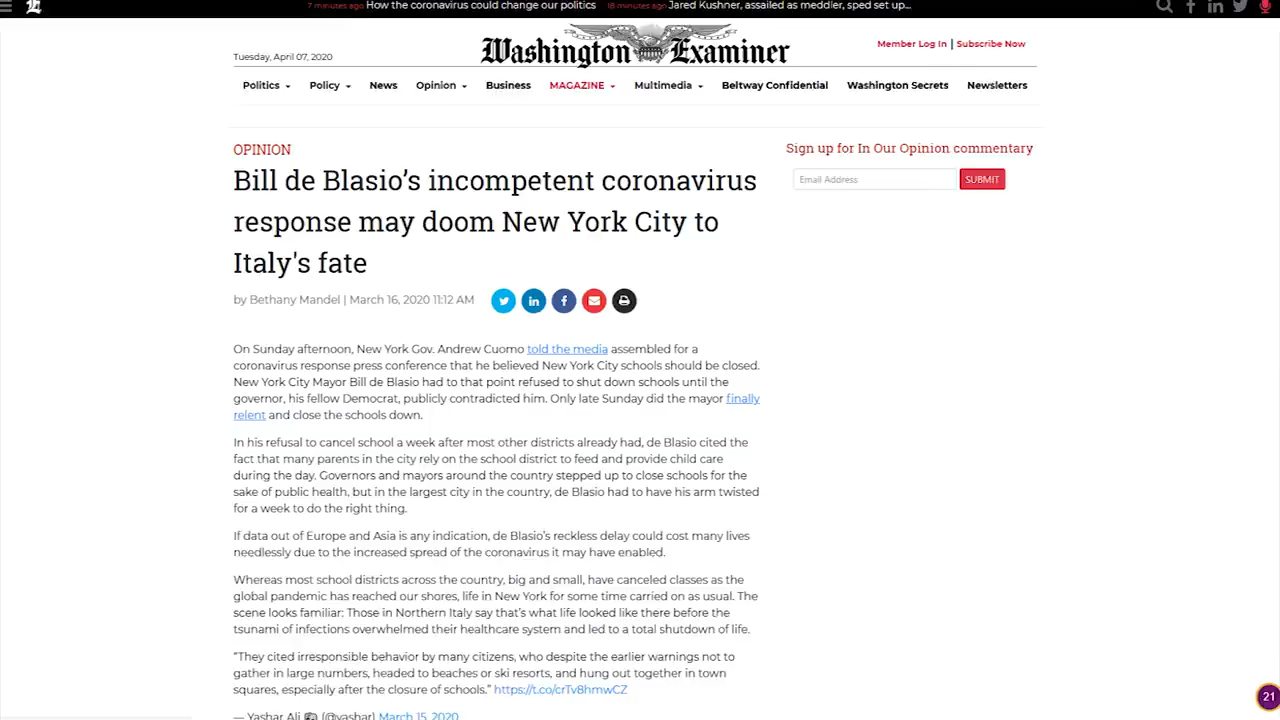 7 minutes ago How the coronavirus could change our politics 18 minutes ago Jared Kushner, assailed as meddler, sped set up...
Tuesday, April 07, 2020
Washington Examiner
Member Log In | Subscribe Now
Politics Policy News Opinion Business MAGAZINE Multimedia Beltway Confidential Washington Secrets Newsletters
OPINION
Bill de Blasio's incompetent coronavirus
response may doom New York City to
Italy's fate
by Bethany Mandel | March 16, 2020 11:12 AM
Sign up for In Our Opinion commentary
Email Address SUBMIT
On Sunday afternoon, New York Gov. Andrew Cuomo told the media assembled for a
coronavirus response press conference that he believed New York City schools should be closed.
New York City Mayor Bill de Blasio had to that point refused to shut down schools until the
governor, his fellow Democrat, publicly contradicted him. Only late Sunday did the mayor finally
relent and close the schools down.
In his refusal to cancel school a week after most other districts already had, de Blasio cited the
fact that many parents in the city rely on the school district to feed and provide child care
during the day. Governors and mayors around the country stepped up to close schools for the
sake of public health, but in the largest city in the country, de Blasio had to have his arm twisted
for a week to do the right thing.
If data out of Europe and Asia is any indication, de Blasio's reckless delay could cost many lives
needlessly due to the increased spread of the coronavirus it may have enabled.
Whereas most school districts across the country, big and small, have canceled classes as the
global pandemic has reached our shores, life in New York for some time carried on as usual. The
scene looks familiar: Those in Northern Italy say that's what life looked like there before the
tsunami of infections overwhelmed their healthcare system and led to a total shutdown of life.
"They cited irresponsible behavior by many citizens, who despite the earlier warnings not to
gather in large numbers, headed to beaches or ski resorts, and hung out together in town
squares, especially after the closure of schools." https://t.co/crTv8hmwCZ
— Yashar Ali (@yashar) March 15, 2020
21